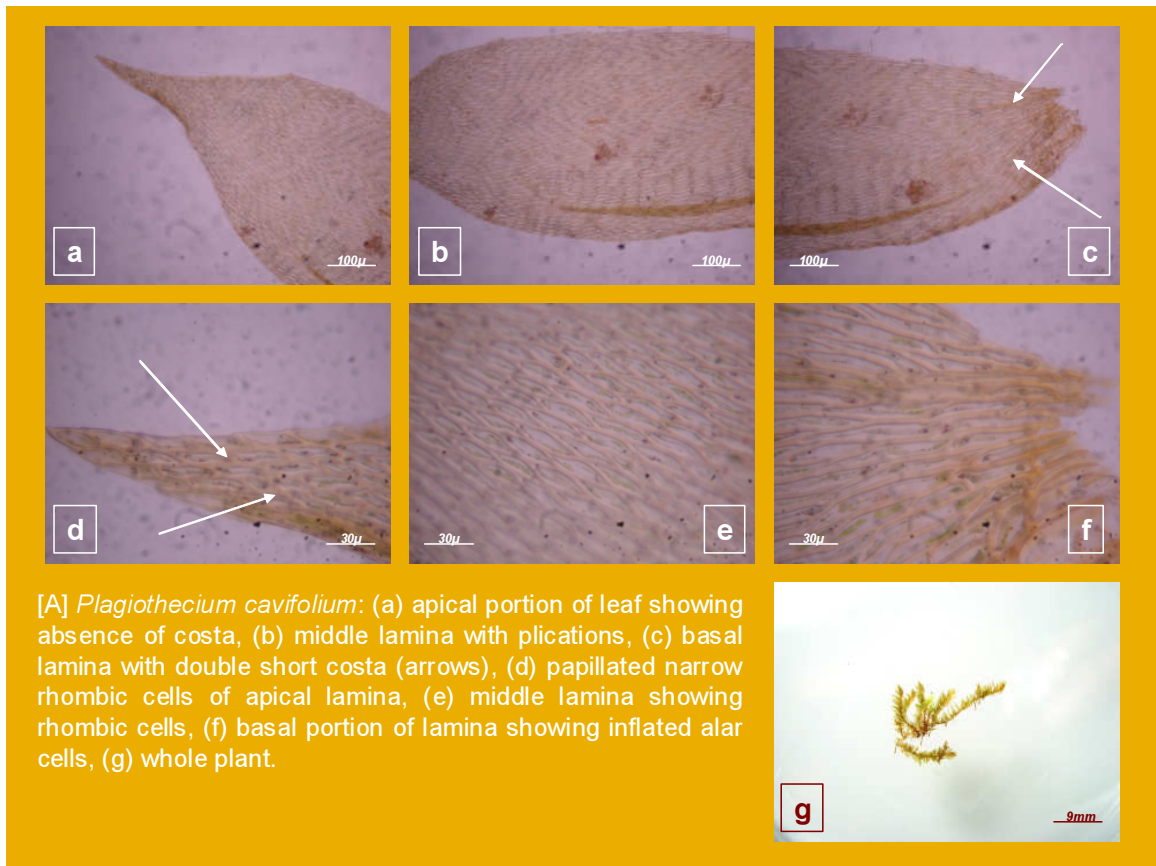 a
100μ
b
100μ
100μ
c
d
30μ
30μ
e
30μ
f
[A] Plagiothecium cavifolium: (a) apical portion of leaf showing
absence of costa, (b) middle lamina with plications, (c) basal
lamina with double short costa (arrows), (d) papillated narrow
rhombic cells of apical lamina, (e) middle lamina showing
rhombic cells, (f) basal portion of lamina showing inflated alar
cells, (g) whole plant.
g
9mm